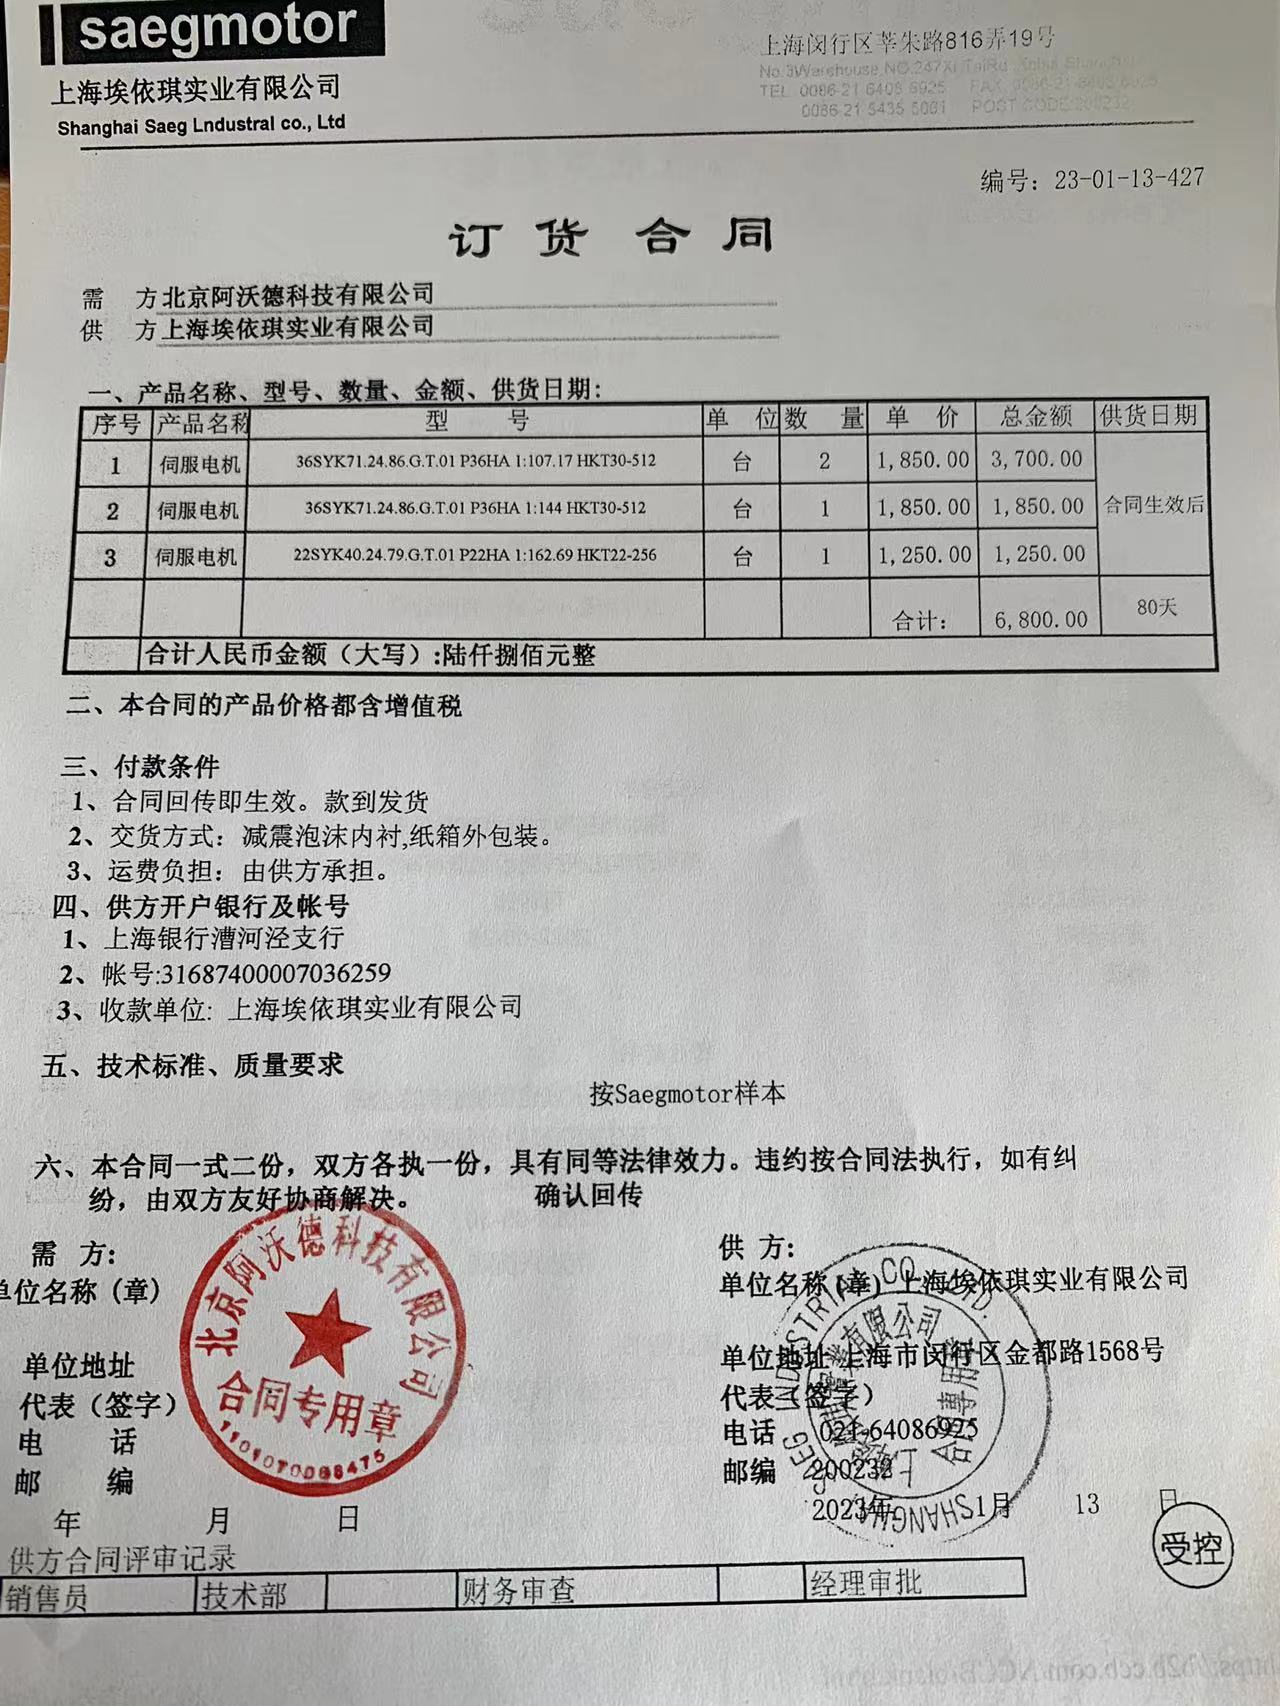 saegmotor
上海埃依琪实业有限公司
Shanghai Saeg Lndustral co., Ltd
上海闵行区莘朱路816弄19号
TEL 0086-21 6408 6925
POST CODE:200232
编号：23-01-13-427
订货合同
需 方 北京阿沃德科技有限公司
供 方 上海埃依琪实业有限公司
一、产品名称、型号、数量、金额、供货日期:
序号 产品名称 型 号 单 位 数 量 单 价 总金额 供货日期
1 伺服电机 36SYK71.24.86.G.T.01 P36HA 1:107.17 HKT30-512 台 2 1,850.00 3,700.00
2 伺服电机 36SYK71.24.86.G.T.01 P36HA 1:144 HKT30-512 台 1 1,850.00 1,850.00 合同生效后
3 伺服电机 22SYK40.24.79.G.T.01 P22HA 1:162.69 HKT22-256 台 1 1,250.00 1,250.00
合计： 6,800.00 80天
合计人民币金额（大写）:陆仟捌佰元整
二、本合同的产品价格都含增值税
三、付款条件
1、合同回传即生效。款到发货
2、交货方式：减震泡沫内衬,纸箱外包装。
3、运费负担：由供方承担。
四、供方开户银行及帐号
1、上海银行漕河泾支行
2、帐号:31687400007036259
3、收款单位: 上海埃依琪实业有限公司
五、技术标准、质量要求
按Saegmotor样本
六、本合同一式二份，双方各执一份，具有同等法律效力。违约按合同法执行，如有纠
纷，由双方友好协商解决。 确认回传
需 方:
单位名称（章）
单位地址
代表（签字）
电 话
邮 编
年 月 日
北京阿沃德科技有限公司
合同专用章
1101070068475
供 方:
单位名称（章）上海埃依琪实业有限公司
单位地址 上海市闵行区金都路1568号
代表（签字）
电话 021-64086925
邮编 200232
2023年 1月 13 日
受控
供方合同评审记录
销售员 技术部 财务审查 经理审批